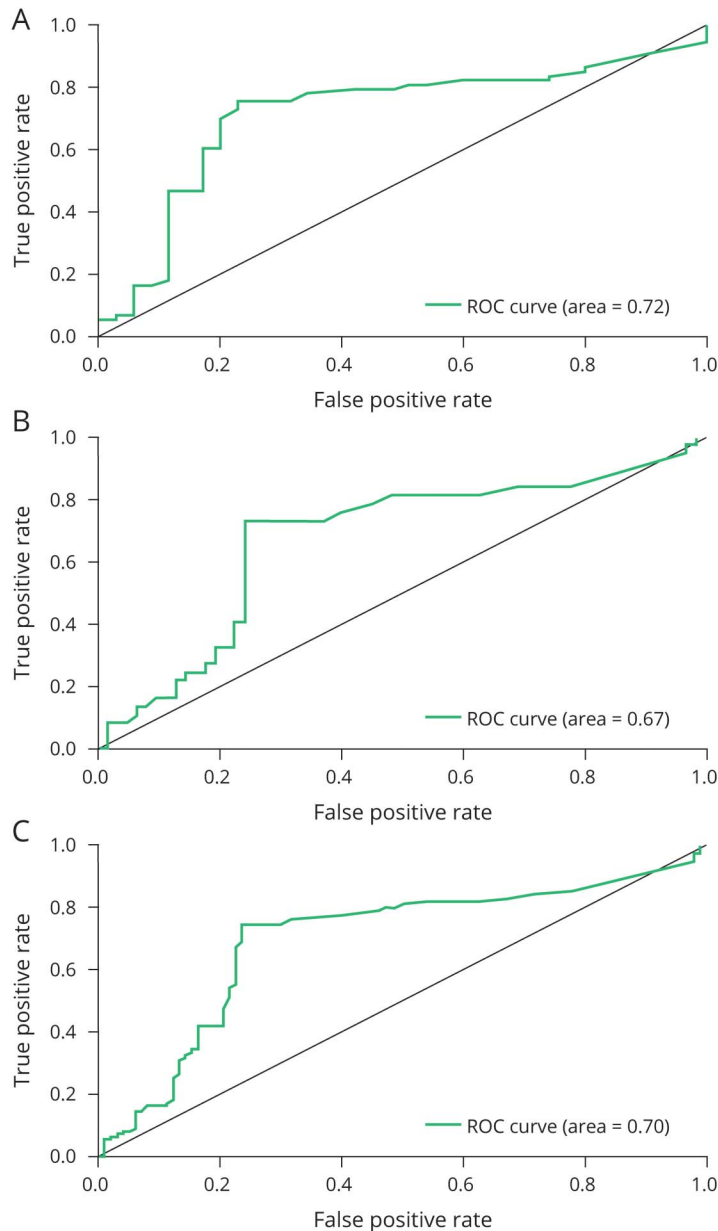 A
1.0
0.8
0.6
0.4
0.2
0.0
True positive rate
ROC curve (area = 0.72)
0.0 0.2 0.4 0.6 0.8 1.0
False positive rate
B
1.0
0.8
0.6
0.4
0.2
0.0
True positive rate
ROC curve (area = 0.67)
0.0 0.2 0.4 0.6 0.8 1.0
False positive rate
C
1.0
0.8
0.6
0.4
0.2
0.0
True positive rate
ROC curve (area = 0.70)
0.0 0.2 0.4 0.6 0.8 1.0
False positive rate